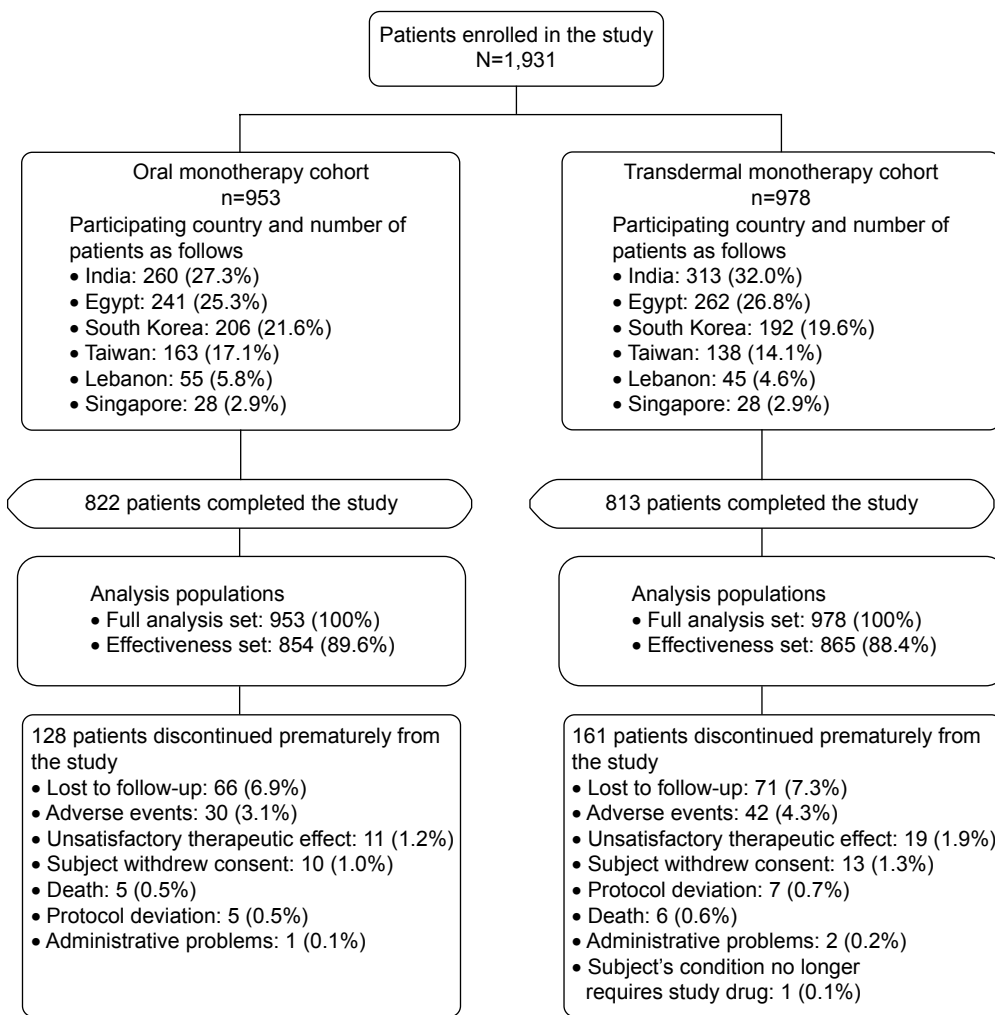 Patients enrolled in the study
N=1,931
Oral monotherapy cohort
n=953
Participating country and number of
patients as follows
• India: 260 (27.3%)
• Egypt: 241 (25.3%)
• South Korea: 206 (21.6%)
• Taiwan: 163 (17.1%)
• Lebanon: 55 (5.8%)
• Singapore: 28 (2.9%)
Transdermal monotherapy cohort
n=978
Participating country and number of
patients as follows
• India: 313 (32.0%)
• Egypt: 262 (26.8%)
• South Korea: 192 (19.6%)
• Taiwan: 138 (14.1%)
• Lebanon: 45 (4.6%)
• Singapore: 28 (2.9%)
822 patients completed the study
813 patients completed the study
Analysis populations
• Full analysis set: 953 (100%)
• Effectiveness set: 854 (89.6%)
Analysis populations
• Full analysis set: 978 (100%)
• Effectiveness set: 865 (88.4%)
128 patients discontinued prematurely from
the study
• Lost to follow-up: 66 (6.9%)
• Adverse events: 30 (3.1%)
• Unsatisfactory therapeutic effect: 11 (1.2%)
• Subject withdrew consent: 10 (1.0%)
• Death: 5 (0.5%)
• Protocol deviation: 5 (0.5%)
• Administrative problems: 1 (0.1%)
161 patients discontinued prematurely from
the study
• Lost to follow-up: 71 (7.3%)
• Adverse events: 42 (4.3%)
• Unsatisfactory therapeutic effect: 19 (1.9%)
• Subject withdrew consent: 13 (1.3%)
• Protocol deviation: 7 (0.7%)
• Death: 6 (0.6%)
• Administrative problems: 2 (0.2%)
• Subject's condition no longer
requires study drug: 1 (0.1%)